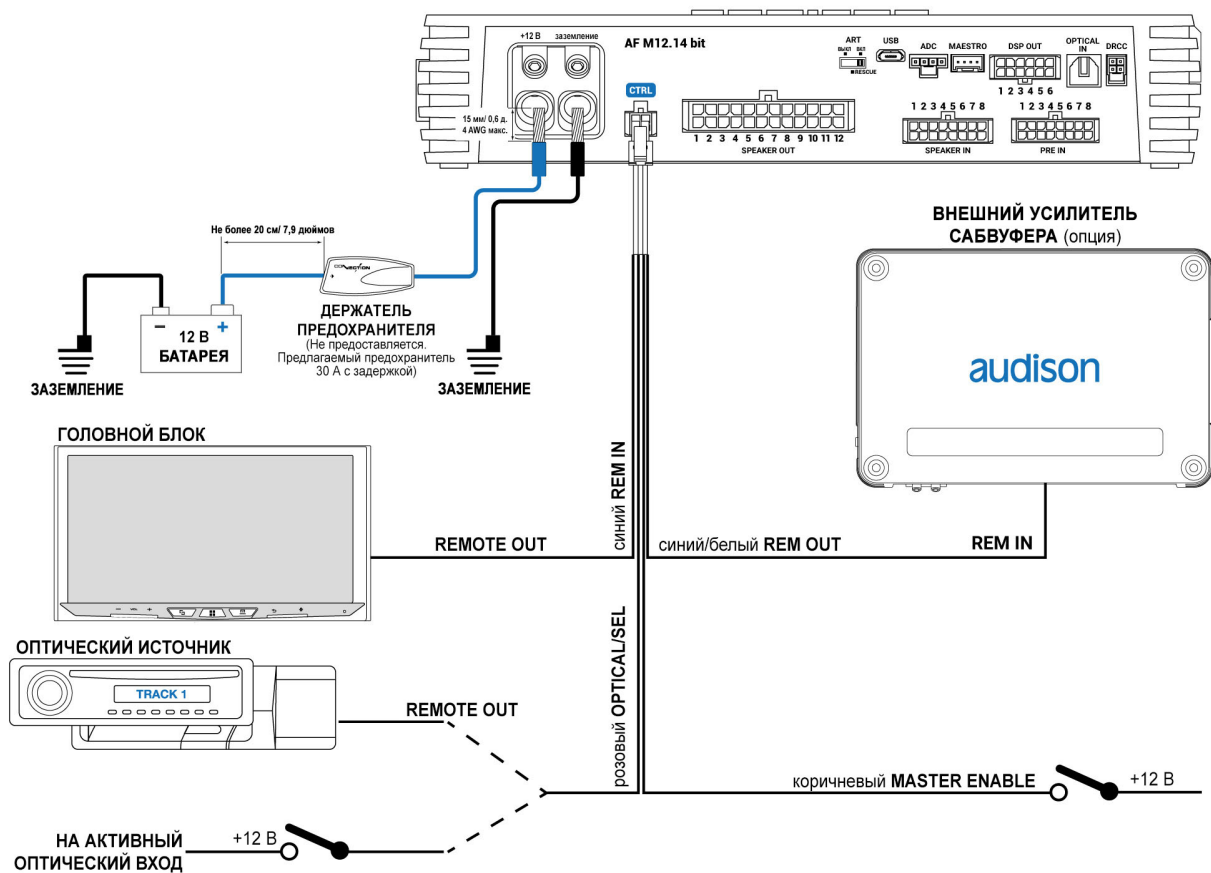 +12 В
заземление
AF M12.14 bit
ART
ВЫКЛ ВКЛ
RESCUE
USB
ADC
MAESTRO
DSP OUT
OPTICAL
IN
DRCC
1 2 3 4 5 6
CTRL
15 мм/ 0,6 д.
4 AWG макс.
1 2 3 4 5 6 7 8 9 10 11 12
SPEAKER OUT
1 2 3 4 5 6 7 8
SPEAKER IN
1 2 3 4 5 6 7 8
PRE IN
Не более 20 см/ 7,9 дюймов
CONNECTION
ДЕРЖАТЕЛЬ
ПРЕДОХРАНИТЕЛЯ
(Не предоставляется.
Предлагаемый предохранитель
30 А с задержкой)
− +
12 В
БАТАРЕЯ
ЗАЗЕМЛЕНИЕ
ЗАЗЕМЛЕНИЕ
ВНЕШНИЙ УСИЛИТЕЛЬ
САБВУФЕРА (опция)
audison
ГОЛОВНОЙ БЛОК
VOL
REMOTE OUT
синий REM IN
синий/белый REM OUT
REM IN
ОПТИЧЕСКИЙ ИСТОЧНИК
TRACK 1
REMOTE OUT
розовый OPTICAL/SEL
коричневый MASTER ENABLE
+12 В
НА АКТИВНЫЙ
ОПТИЧЕСКИЙ ВХОД
+12 В